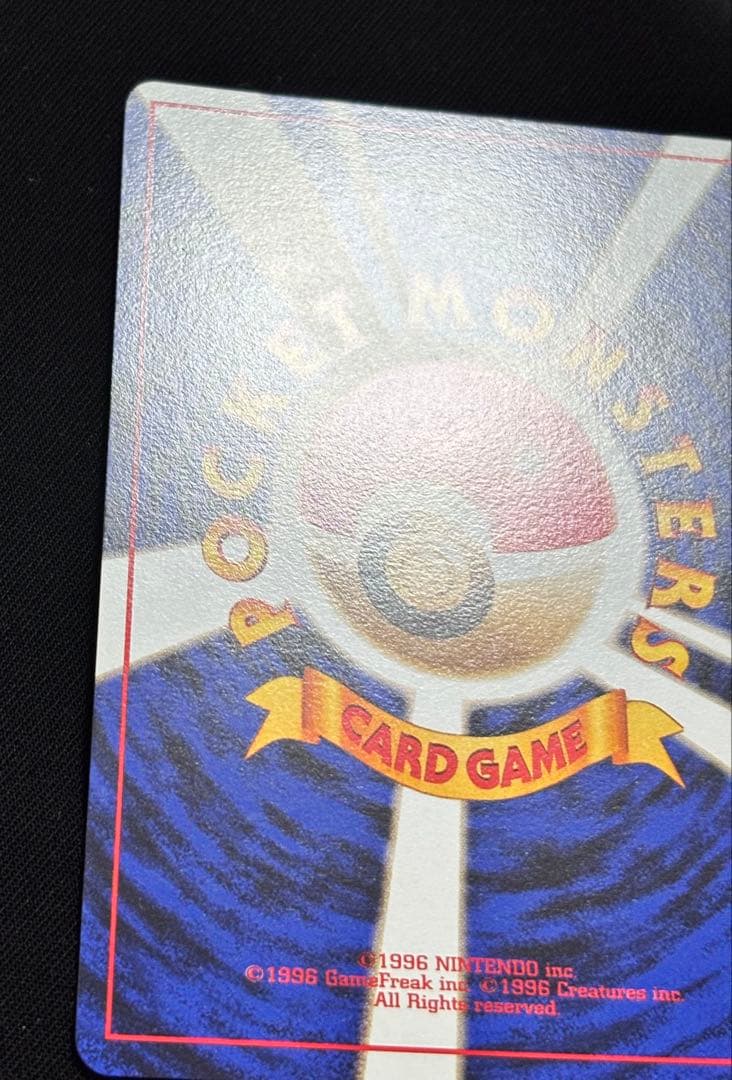 POCKET MONSTERS
CARD GAME
©1996 NINTENDO inc.
©1996 GameFreak inc. ©1996 Creatures inc.
All Rights reserved.